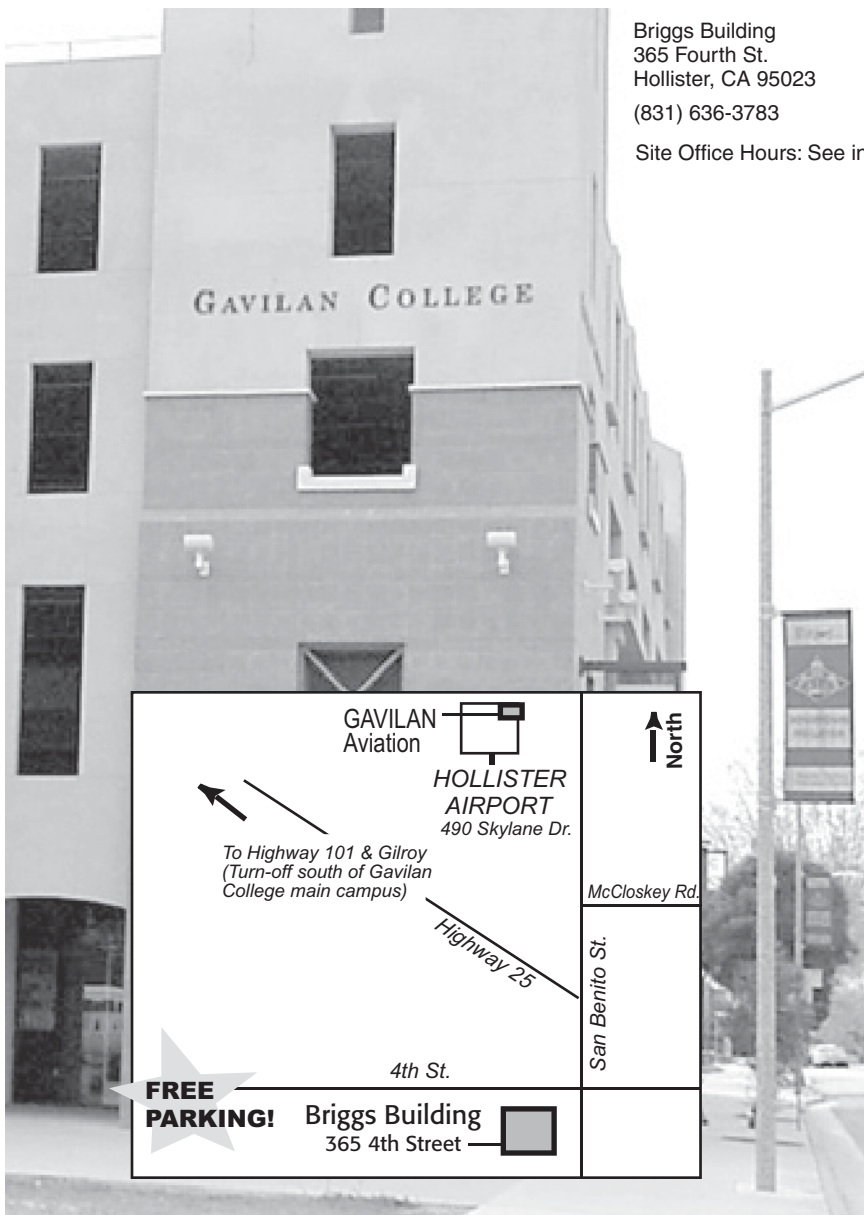 Briggs Building
365 Fourth St.
Hollister, CA 95023
(831) 636-3783
Site Office Hours: See in
GAVILAN COLLEGE
GAVILAN
Aviation
North
HOLLISTER
AIRPORT
490 Skylane Dr.
To Highway 101 & Gilroy
(Turn-off south of Gavilan
College main campus)
McCloskey Rd.
Highway 25
San Benito St.
4th St.
FREE
PARKING!
Briggs Building
365 4th Street